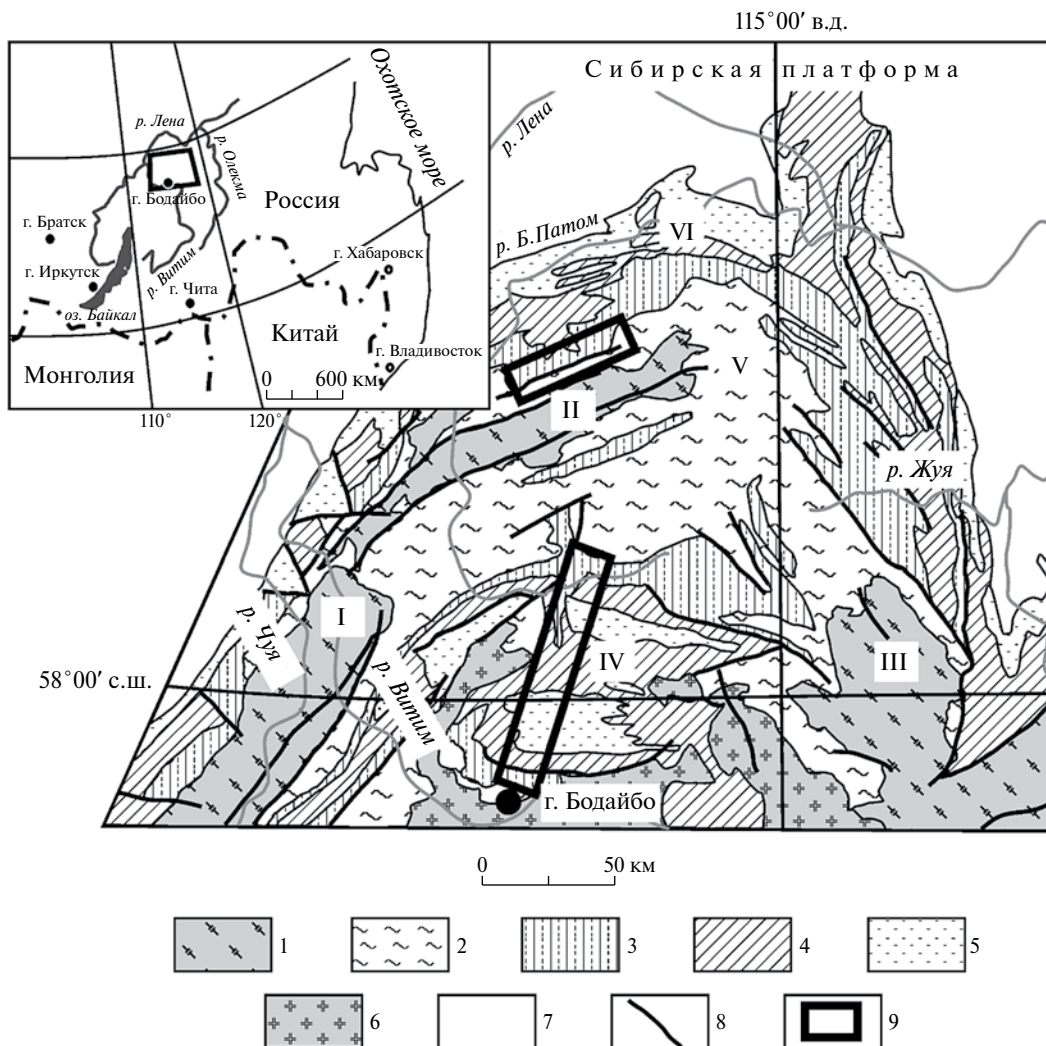 115°00′ в.д.
Сибирская платформа
Охотское море
р. Лена
р. Олекма
г. Бодайбо
Россия
г. Братск
г. Хабаровск
г. Иркутск
р. Витим
г. Чита
оз. Байкал
Китай
г. Владивосток
Монголия
0 600 км
110°
120°
р. Лена
р. Б.Патом
VI
V
II
р. Жуя
I
р. Чуя
р. Витим
IV
III
58°00′ с.ш.
г. Бодайбо
0 50 км
1 2 3 4 5
6 7 8 9